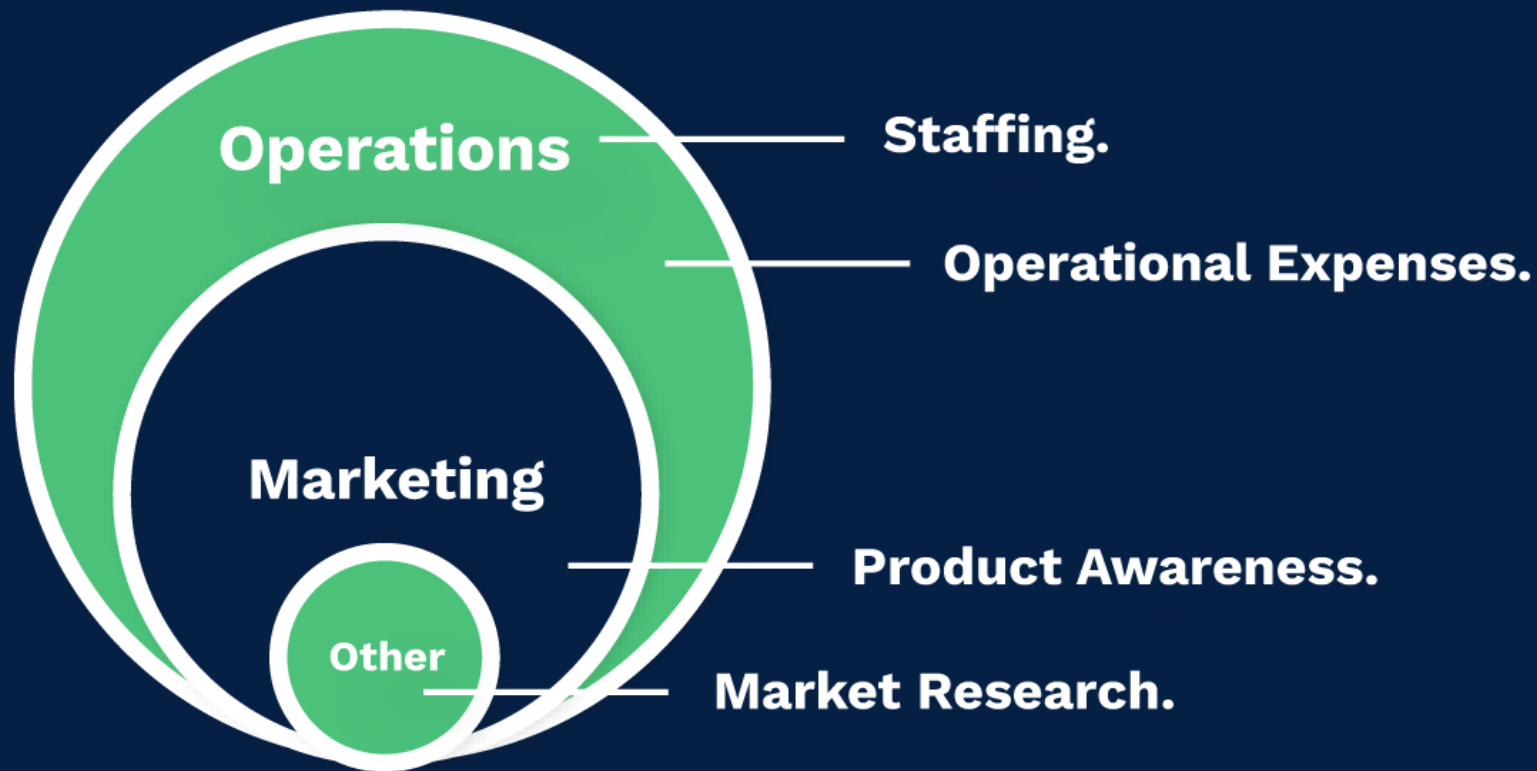 Operations
Staffing.
Operational Expenses.
Marketing
Product Awareness.
Other
Market Research.